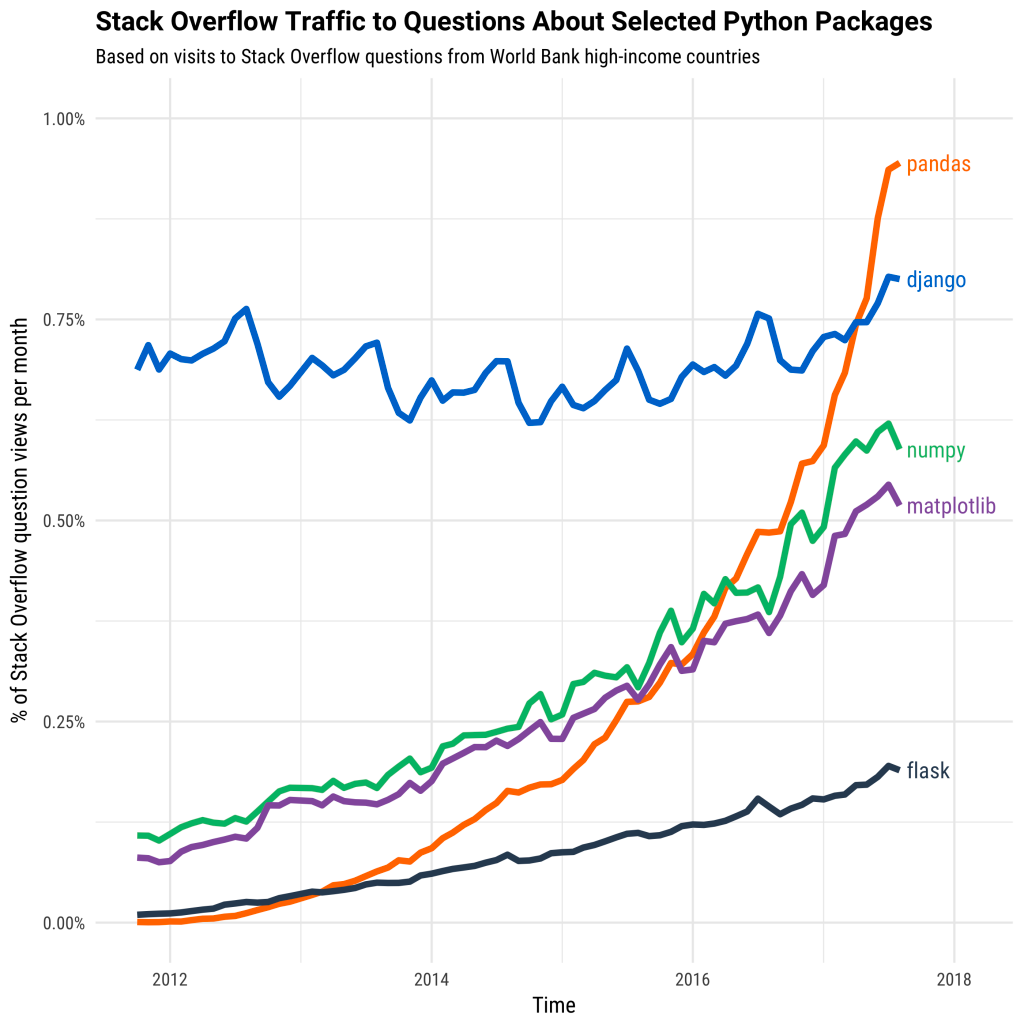 Stack Overflow Traffic to Questions About Selected Python Packages
Based on visits to Stack Overflow questions from World Bank high-income countries
% of Stack Overflow question views per month
1.00%
0.75%
0.50%
0.25%
0.00%
pandas
django
numpy
matplotlib
flask
2012
2014
2016
2018
Time